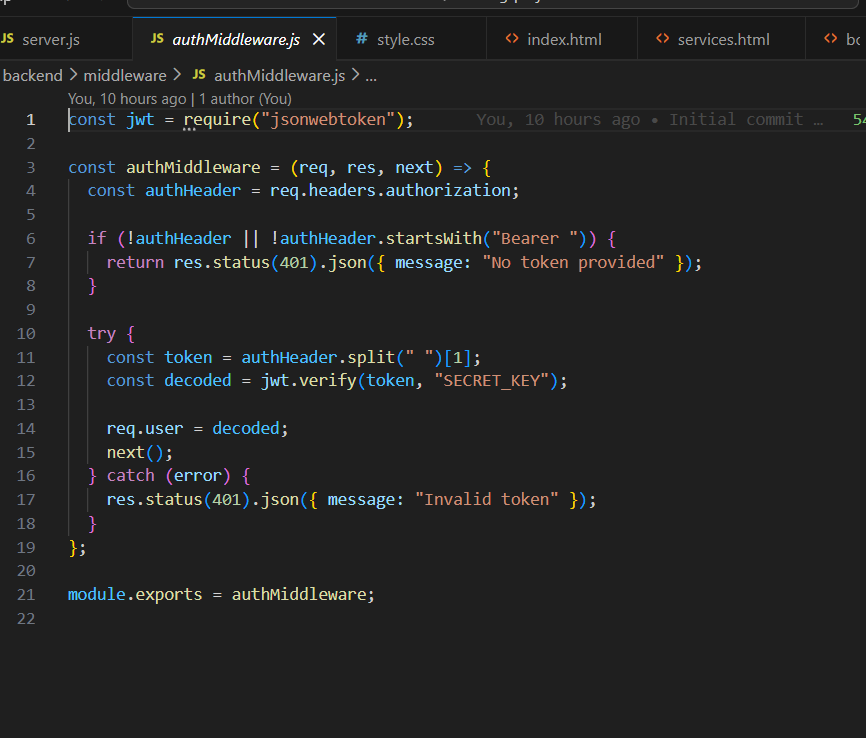 JS server.js JS authMiddleware.js # style.css <> index.html <> services.html <>
backend > middleware > JS authMiddleware.js > ...
You, 10 hours ago | 1 author (You)
1 const jwt = require("jsonwebtoken"); You, 10 hours ago • Initial commit …
2
3 const authMiddleware = (req, res, next) => {
4 const authHeader = req.headers.authorization;
5
6 if (!authHeader || !authHeader.startsWith("Bearer ")) {
7 return res.status(401).json({ message: "No token provided" });
8 }
9
10 try {
11 const token = authHeader.split(" ")[1];
12 const decoded = jwt.verify(token, "SECRET_KEY");
13
14 req.user = decoded;
15 next();
16 } catch (error) {
17 res.status(401).json({ message: "Invalid token" });
18 }
19 };
20
21 module.exports = authMiddleware;
22